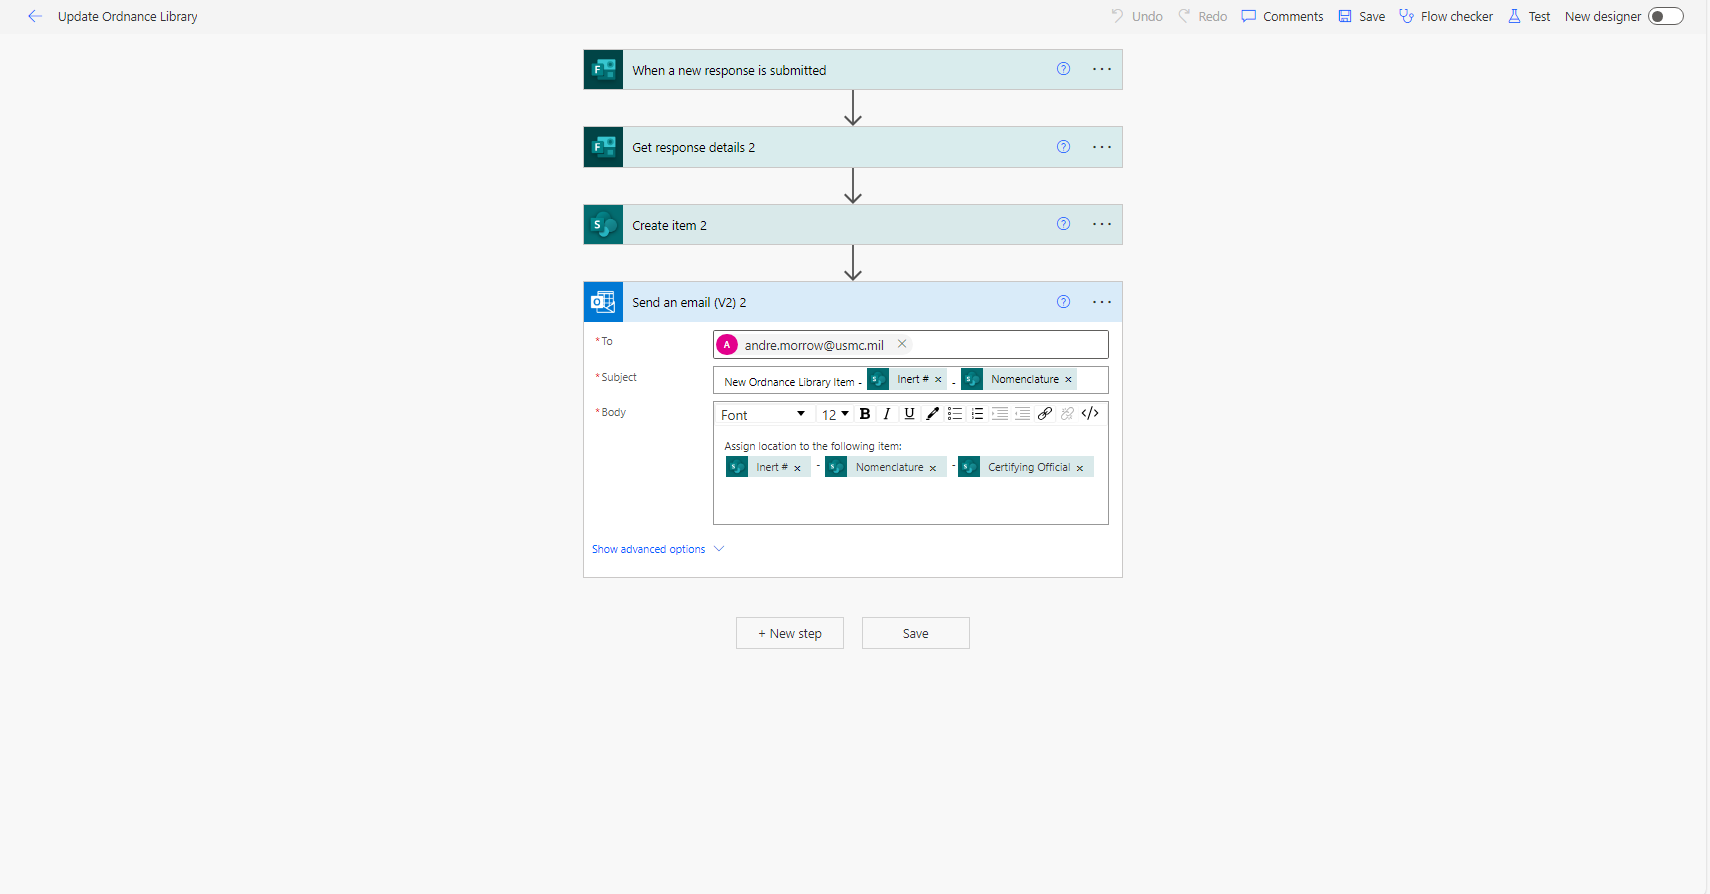 Update Ordnance Library
Undo Redo Comments Save Flow checker Test New designer
F When a new response is submitted ? ...
F Get response details 2 ? ...
S Create item 2 ? ...
O Send an email (V2) 2 ? ...
* To A andre.morrow@usmc.mil ×
* Subject New Ordnance Library Item - S Inert # × - S Nomenclature ×
* Body Font 12 B I U </>
Assign location to the following item:
S Inert # × - S Nomenclature × - S Certifying Official ×
Show advanced options
+ New step Save